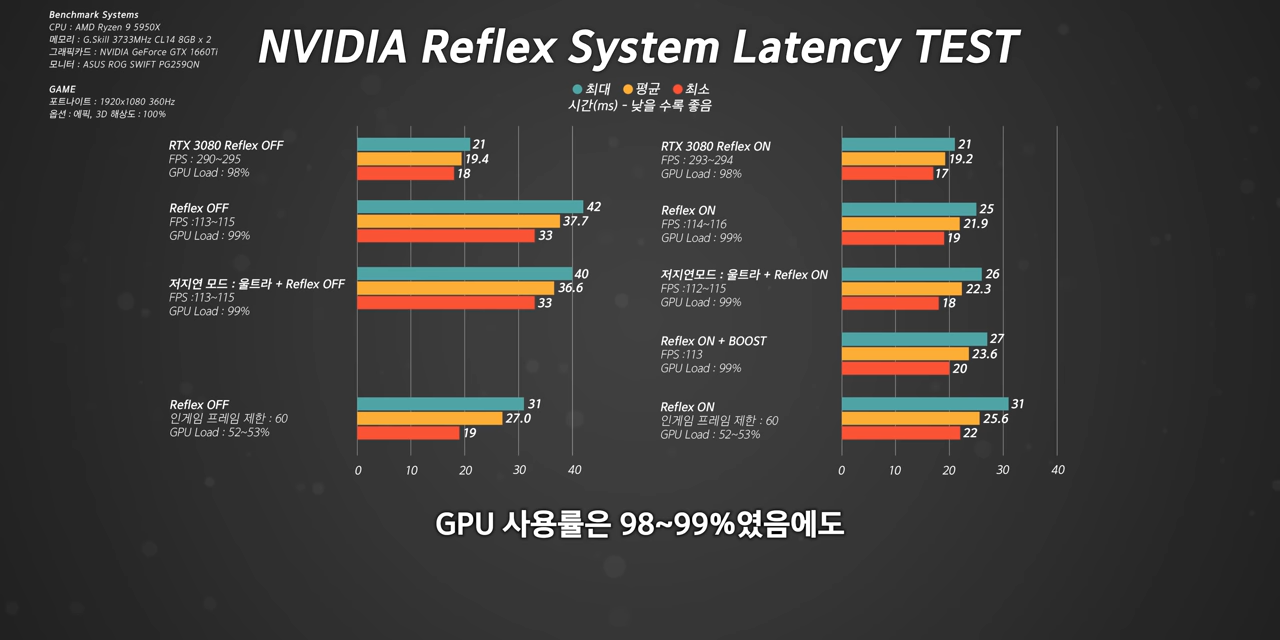 Benchmark Systems
CPU : AMD Ryzen 9 5950X
메모리 : G.Skill 3733MHz CL14 8GB x 2
그래픽카드 : NVIDIA GeForce GTX 1660Ti
모니터 : ASUS ROG SWIFT PG259QN
GAME
포트나이트 : 1920x1080 360Hz
옵션 : 에픽, 3D 해상도 : 100%
NVIDIA Reflex System Latency TEST
최대 평균 최소
시간(ms) - 낮을 수록 좋음
RTX 3080 Reflex OFF
FPS : 290~295
GPU Load : 98%
21
19.4
18
Reflex OFF
FPS :113~115
GPU Load : 99%
42
37.7
33
저지연 모드 : 울트라 + Reflex OFF
FPS :113~115
GPU Load : 99%
40
36.6
33
Reflex OFF
인게임 프레임 제한 : 60
GPU Load : 52~53%
31
27.0
19
0 10 20 30 40
RTX 3080 Reflex ON
FPS : 293~294
GPU Load : 98%
21
19.2
17
Reflex ON
FPS :114~116
GPU Load : 99%
25
21.9
19
저지연모드 : 울트라 + Reflex ON
FPS :112~115
GPU Load : 99%
26
22.3
18
Reflex ON + BOOST
FPS :113
GPU Load : 99%
27
23.6
20
Reflex ON
인게임 프레임 제한 : 60
GPU Load : 52~53%
31
25.6
22
0 10 20 30 40
GPU 사용률은 98~99%였음에도